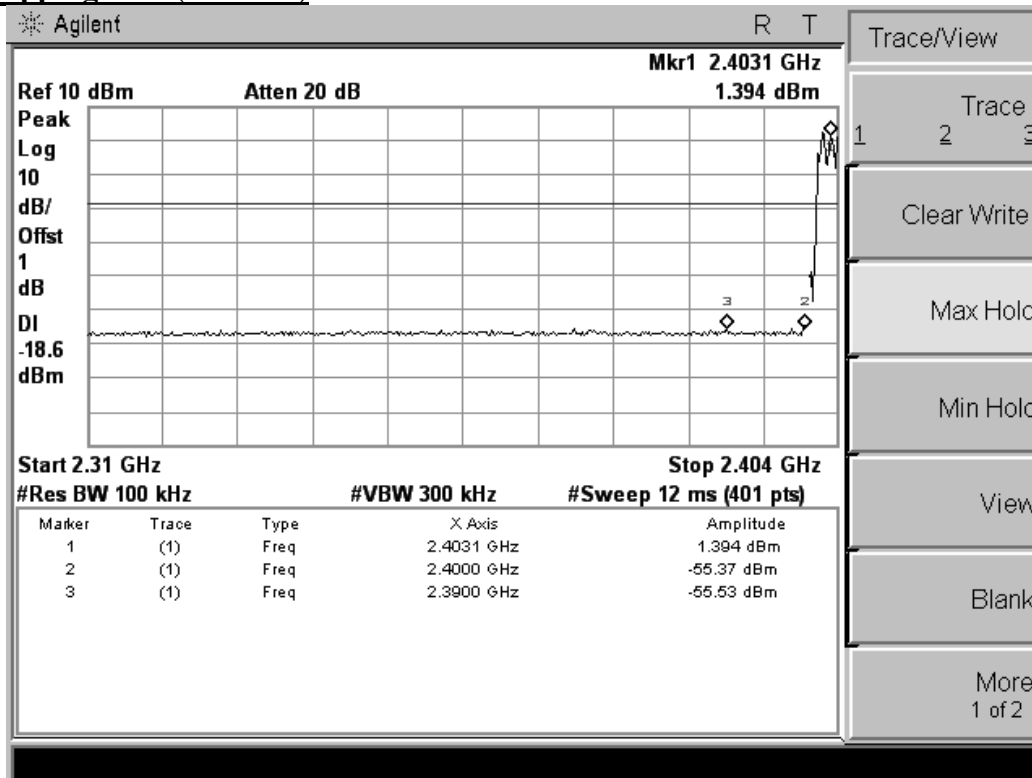 Agilent R T
Mkr1 2.4031 GHz
Ref 10 dBm Atten 20 dB 1.394 dBm
Peak
Log
10
dB/
Offst
1
dB
DI
-18.6
dBm
3 2
Start 2.31 GHz Stop 2.404 GHz
#Res BW 100 kHz #VBW 300 kHz #Sweep 12 ms (401 pts)
Marker Trace Type X Axis Amplitude
1 (1) Freq 2.4031 GHz 1.394 dBm
2 (1) Freq 2.4000 GHz -55.37 dBm
3 (1) Freq 2.3900 GHz -55.53 dBm
Trace/View
Trace
1 2 3
Clear Write
Max Hold
Min Hold
View
Blank
More
1 of 2